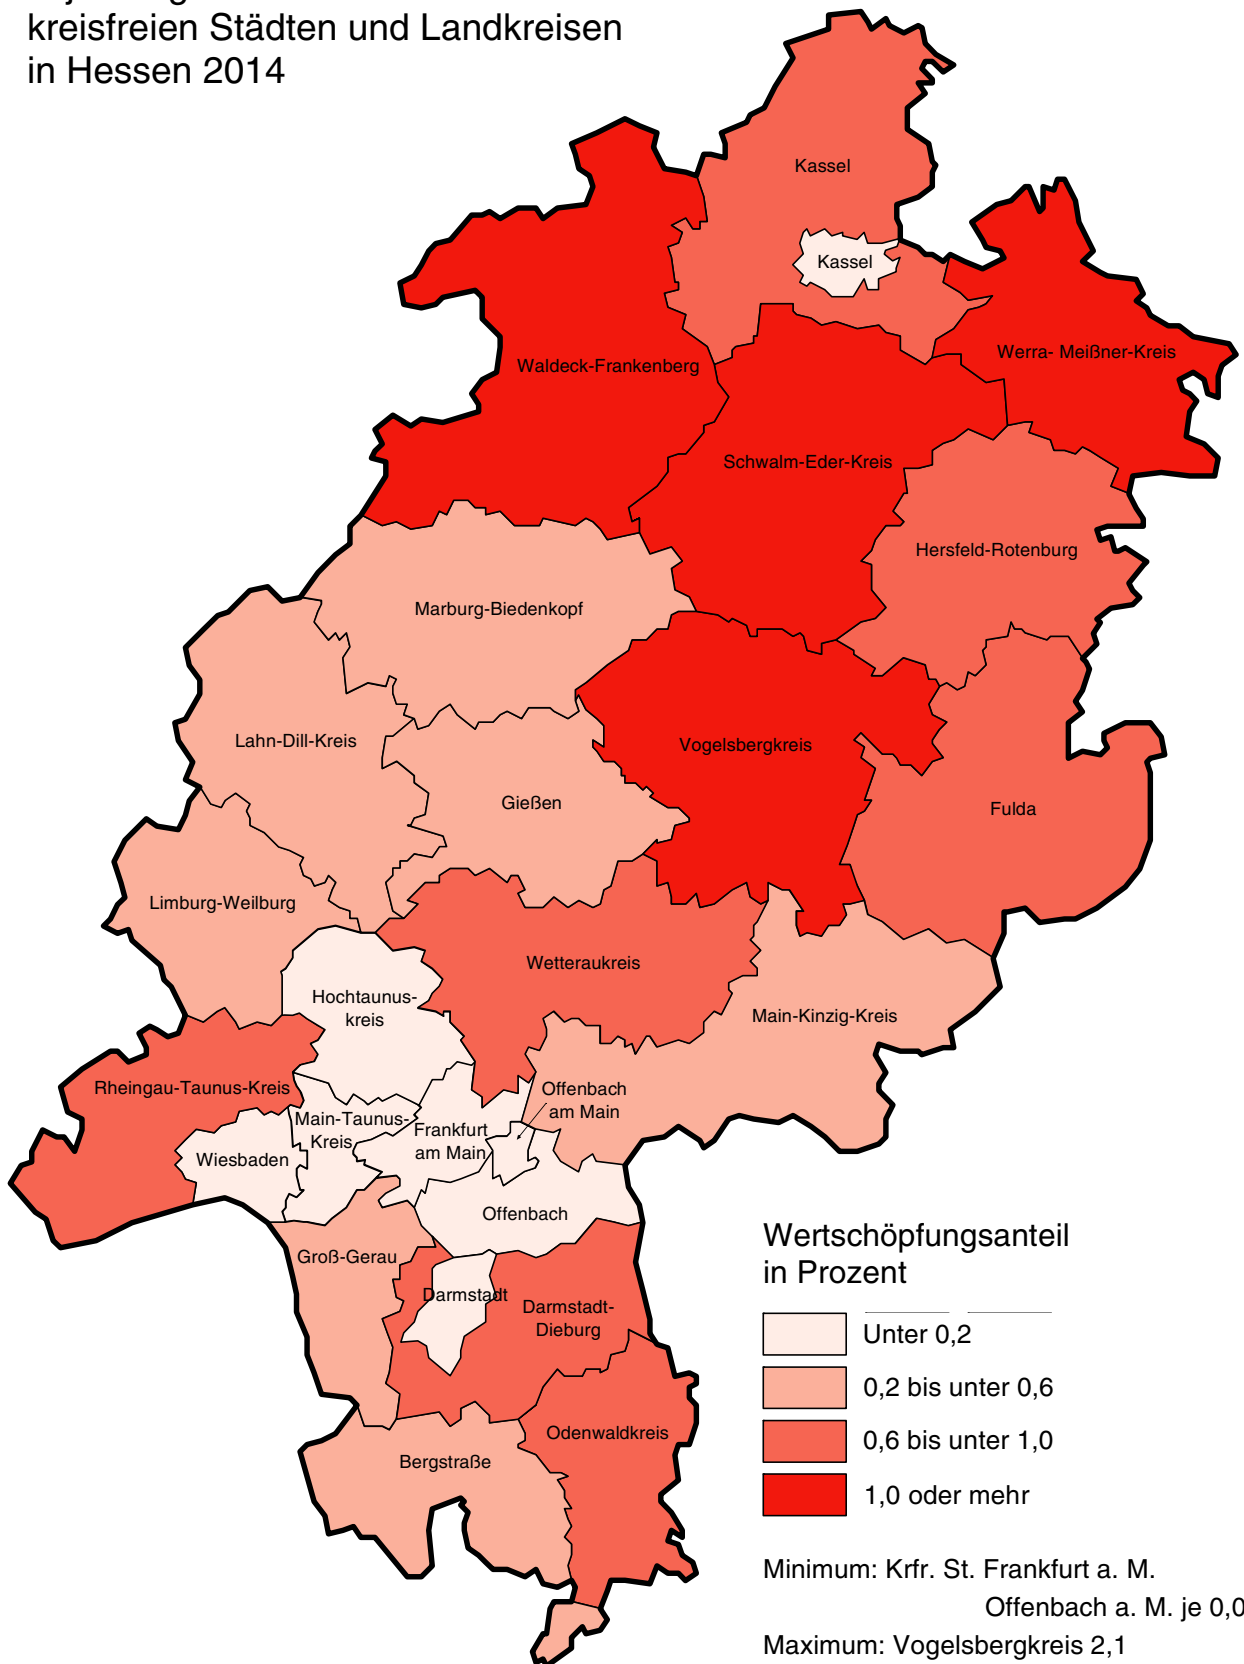 kreisfreien Städten und Landkreisen
in Hessen 2014
Kassel
Kassel
Waldeck-Frankenberg
Werra- Meißner-Kreis
Schwalm-Eder-Kreis
Hersfeld-Rotenburg
Marburg-Biedenkopf
Lahn-Dill-Kreis
Vogelsbergkreis
Gießen
Fulda
Limburg-Weilburg
Wetteraukreis
Hochtaunus-
kreis
Main-Kinzig-Kreis
Rheingau-Taunus-Kreis
Offenbach
am Main
Main-Taunus-
Kreis
Frankfurt
am Main
Wiesbaden
Offenbach
Groß-Gerau
Darmstadt
Darmstadt-
Dieburg
Odenwaldkreis
Bergstraße
Wertschöpfungsanteil
in Prozent
Unter 0,2
0,2 bis unter 0,6
0,6 bis unter 1,0
1,0 oder mehr
Minimum: Krfr. St. Frankfurt a. M.
Offenbach a. M. je 0,0
Maximum: Vogelsbergkreis 2,1